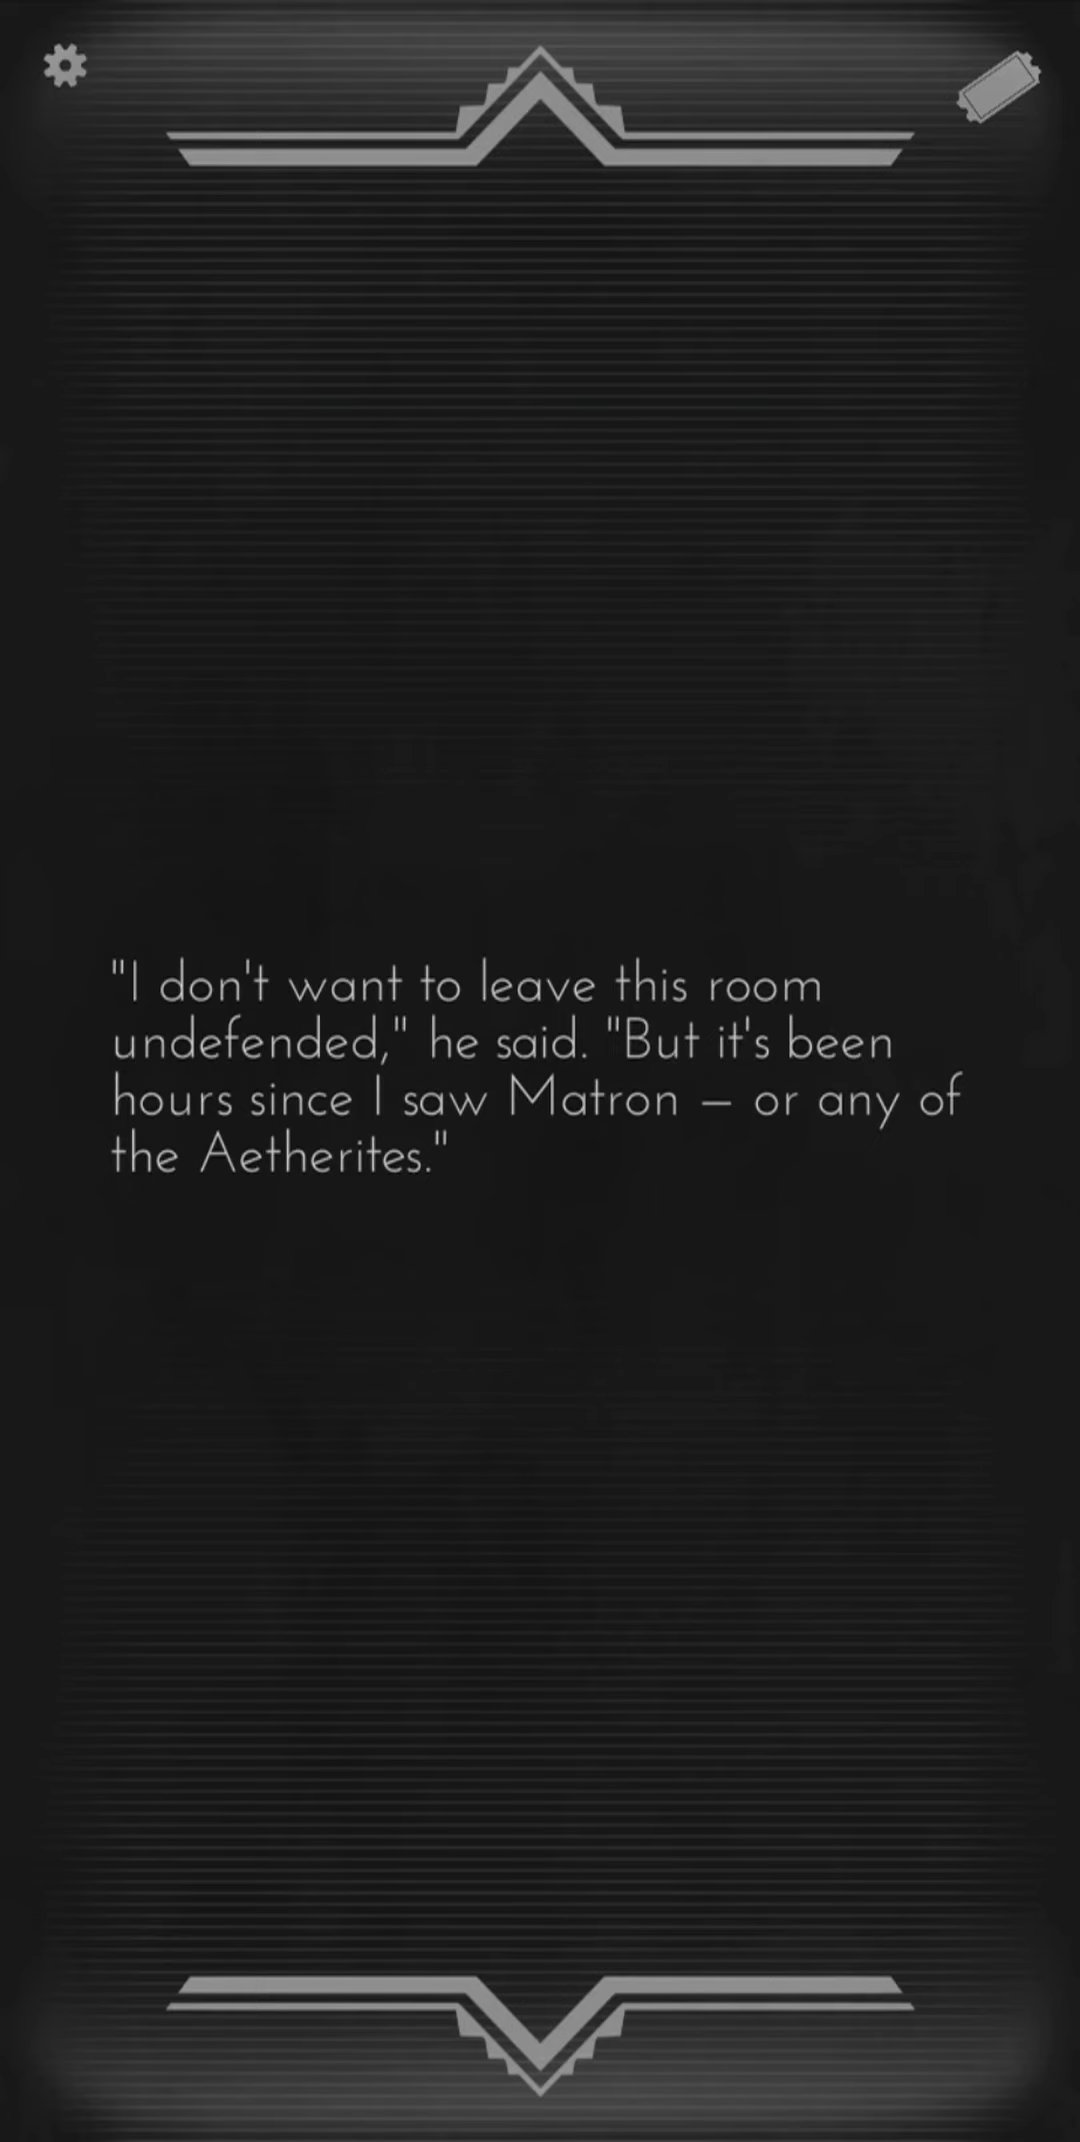 "I don't want to leave this room
undefended," he said. "But it's been
hours since I saw Matron – or any of
the Aetherites."